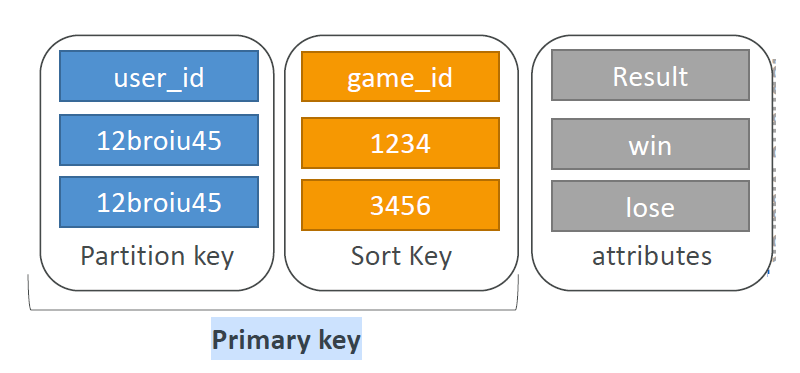 user_id game_id Result
12broiu45 1234 win
12broiu45 3456 lose
Partition key Sort Key attributes
Primary key